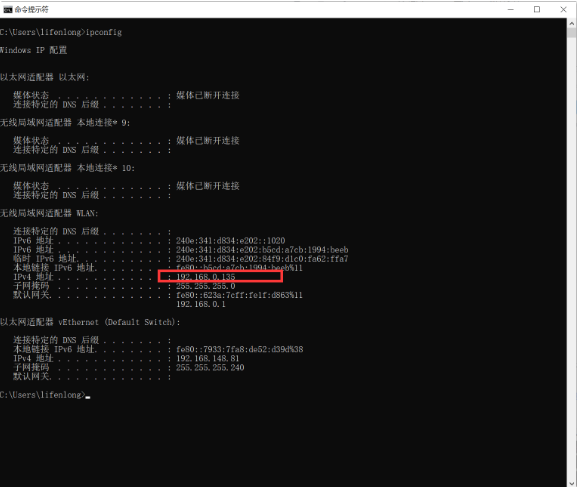 命令提示符
C:\Users\lifenlong>ipconfig
Windows IP 配置
以太网适配器 以太网:
媒体状态 . . . . . . . . . . . . : 媒体已断开连接
连接特定的 DNS 后缀 . . . . . . . :
无线局域网适配器 本地连接* 9:
媒体状态 . . . . . . . . . . . . : 媒体已断开连接
连接特定的 DNS 后缀 . . . . . . . :
无线局域网适配器 本地连接* 10:
媒体状态 . . . . . . . . . . . . : 媒体已断开连接
连接特定的 DNS 后缀 . . . . . . . :
无线局域网适配器 WLAN:
连接特定的 DNS 后缀 . . . . . . . :
IPv6 地址 . . . . . . . . . . . . : 240e:341:d834:e202::1020
IPv6 地址 . . . . . . . . . . . . : 240e:341:d834:e202:b5cd:a7cb:1994:beeb
临时 IPv6 地址. . . . . . . . . . : 240e:341:d834:e202:84f9:d1c0:fa62:ffa7
本地链接 IPv6 地址. . . . . . . . : fe80::b5cd:a7cb:1994:beeb%11
IPv4 地址 . . . . . . . . . . . . : 192.168.0.135
子网掩码 . . . . . . . . . . . . : 255.255.255.0
默认网关. . . . . . . . . . . . . : fe80::623a:7cff:fe1f:d863%11
192.168.0.1
以太网适配器 vEthernet (Default Switch):
连接特定的 DNS 后缀 . . . . . . . :
本地链接 IPv6 地址. . . . . . . . : fe80::7933:7fa8:de52:d39d%38
IPv4 地址 . . . . . . . . . . . . : 192.168.148.81
子网掩码 . . . . . . . . . . . . : 255.255.255.240
默认网关. . . . . . . . . . . . . :
C:\Users\lifenlong>